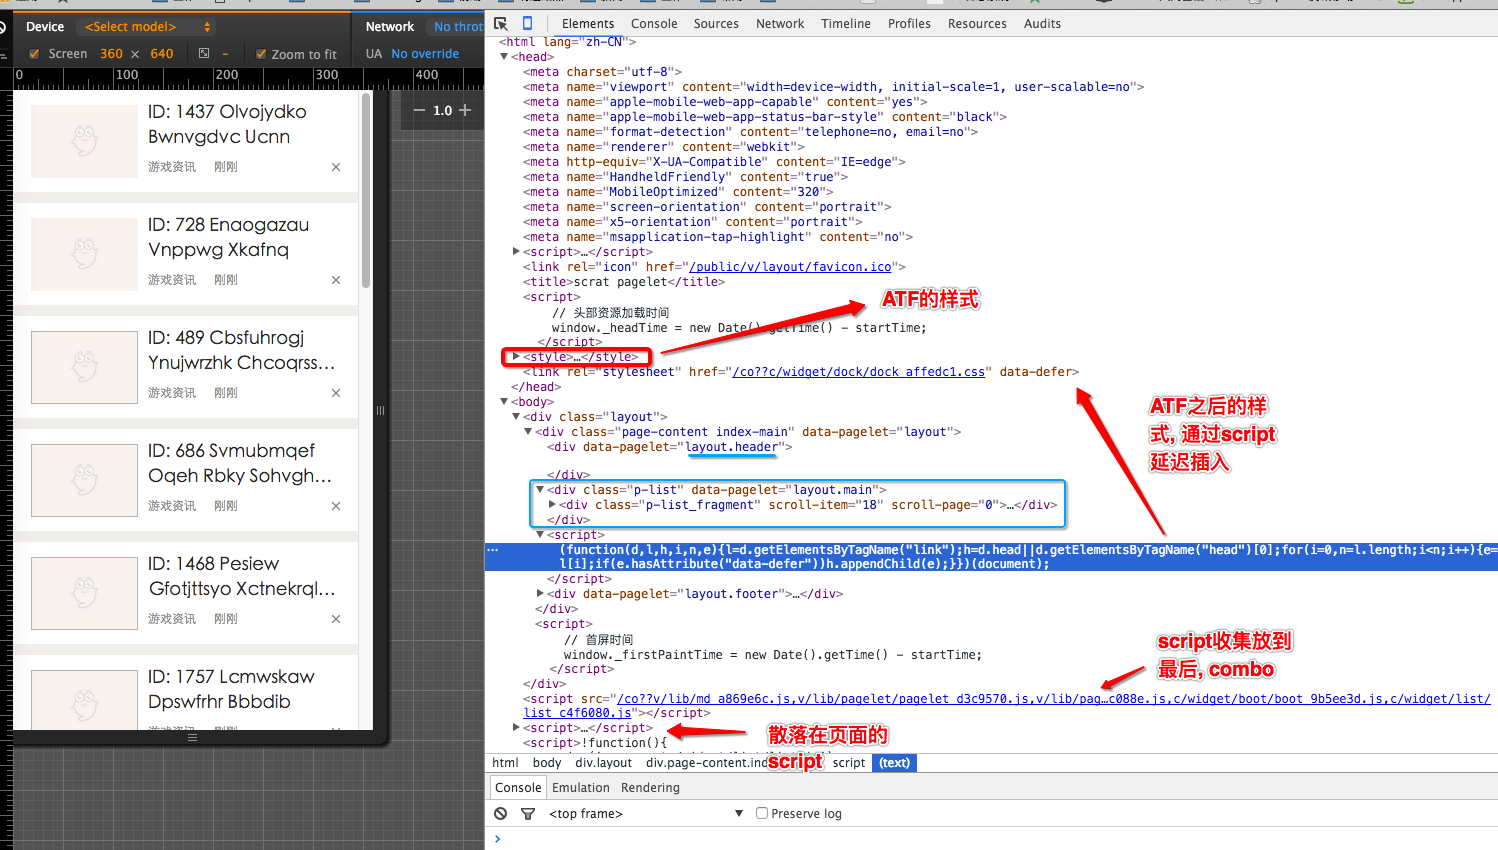 Device
<Select model>
Network
No throt
Screen 360 × 640
Zoom to fit
UA No override
0 100 200 300 400
1.0
ID: 1437 Olvojydko
Bwnvgdvc Ucnn
游戏资讯 刚刚 ×
ID: 728 Enaogazau
Vnppwg Xkafnq
游戏资讯 刚刚 ×
ID: 489 Cbsfuhrogj
Ynujwrzhk Chcoqrss...
游戏资讯 刚刚 ×
ID: 686 Svmubmqef
Oqeh Rbky Sohvgh...
游戏资讯 刚刚 ×
ID: 1468 Pesiew
Gfotjttsyo Xctnekrql...
游戏资讯 刚刚 ×
ID: 1757 Lcmwskaw
Dpswfrhr Bbbdib
Elements Console Sources Network Timeline Profiles Resources Audits
<html lang="zh-CN">
▼<head>
<meta charset="utf-8">
<meta name="viewport" content="width=device-width, initial-scale=1, user-scalable=no">
<meta name="apple-mobile-web-app-capable" content="yes">
<meta name="apple-mobile-web-app-status-bar-style" content="black">
<meta name="format-detection" content="telephone=no, email=no">
<meta name="renderer" content="webkit">
<meta http-equiv="X-UA-Compatible" content="IE=edge">
<meta name="HandheldFriendly" content="true">
<meta name="MobileOptimized" content="320">
<meta name="screen-orientation" content="portrait">
<meta name="x5-orientation" content="portrait">
<meta name="msapplication-tap-highlight" content="no">
▶<script>…</script>
<link rel="icon" href="/public/v/layout/favicon.ico">
<title>scrat pagelet</title>
<script>
// 头部资源加载时间
window._headTime = new Date().getTime() - startTime;
</script>
▶<style>…</style>
<link rel="stylesheet" href="/co??c/widget/dock/dock_affedc1.css" data-defer>
</head>
▼<body>
▼<div class="layout">
▼<div class="page-content index-main" data-pagelet="layout">
<div data-pagelet="layout.header">
</div>
▼<div class="p-list" data-pagelet="layout.main">
▶<div class="p-list_fragment" scroll-item="18" scroll-page="0">…</div>
</div>
▼<script>
(function(d,l,h,i,n,e){l=d.getElementsByTagName("link");h=d.head||d.getElementsByTagName("head")[0];for(i=0,n=l.length;i<n;i++){e=
l[i];if(e.hasAttribute("data-defer"))h.appendChild(e);}})(document);
</script>
▶<div data-pagelet="layout.footer">…</div>
</div>
<script>
// 首屏时间
window._firstPaintTime = new Date().getTime() - startTime;
</script>
</div>
<script src="/co??v/lib/md_a869e6c.js,v/lib/pagelet/pagelet_d3c9570.js,v/lib/pag…c088e.js,c/widget/boot/boot_9b5ee3d.js,c/widget/list/
list_c4f6080.js"></script>
▶<script>…</script>
<script>!function(){
ATF的样式
ATF之后的样
式, 通过script
延迟插入
script收集放到
最后, combo
散落在页面的
script
html body div.layout div.page-content.ind script (text)
Console Emulation Rendering
<top frame> ▼ Preserve log
>